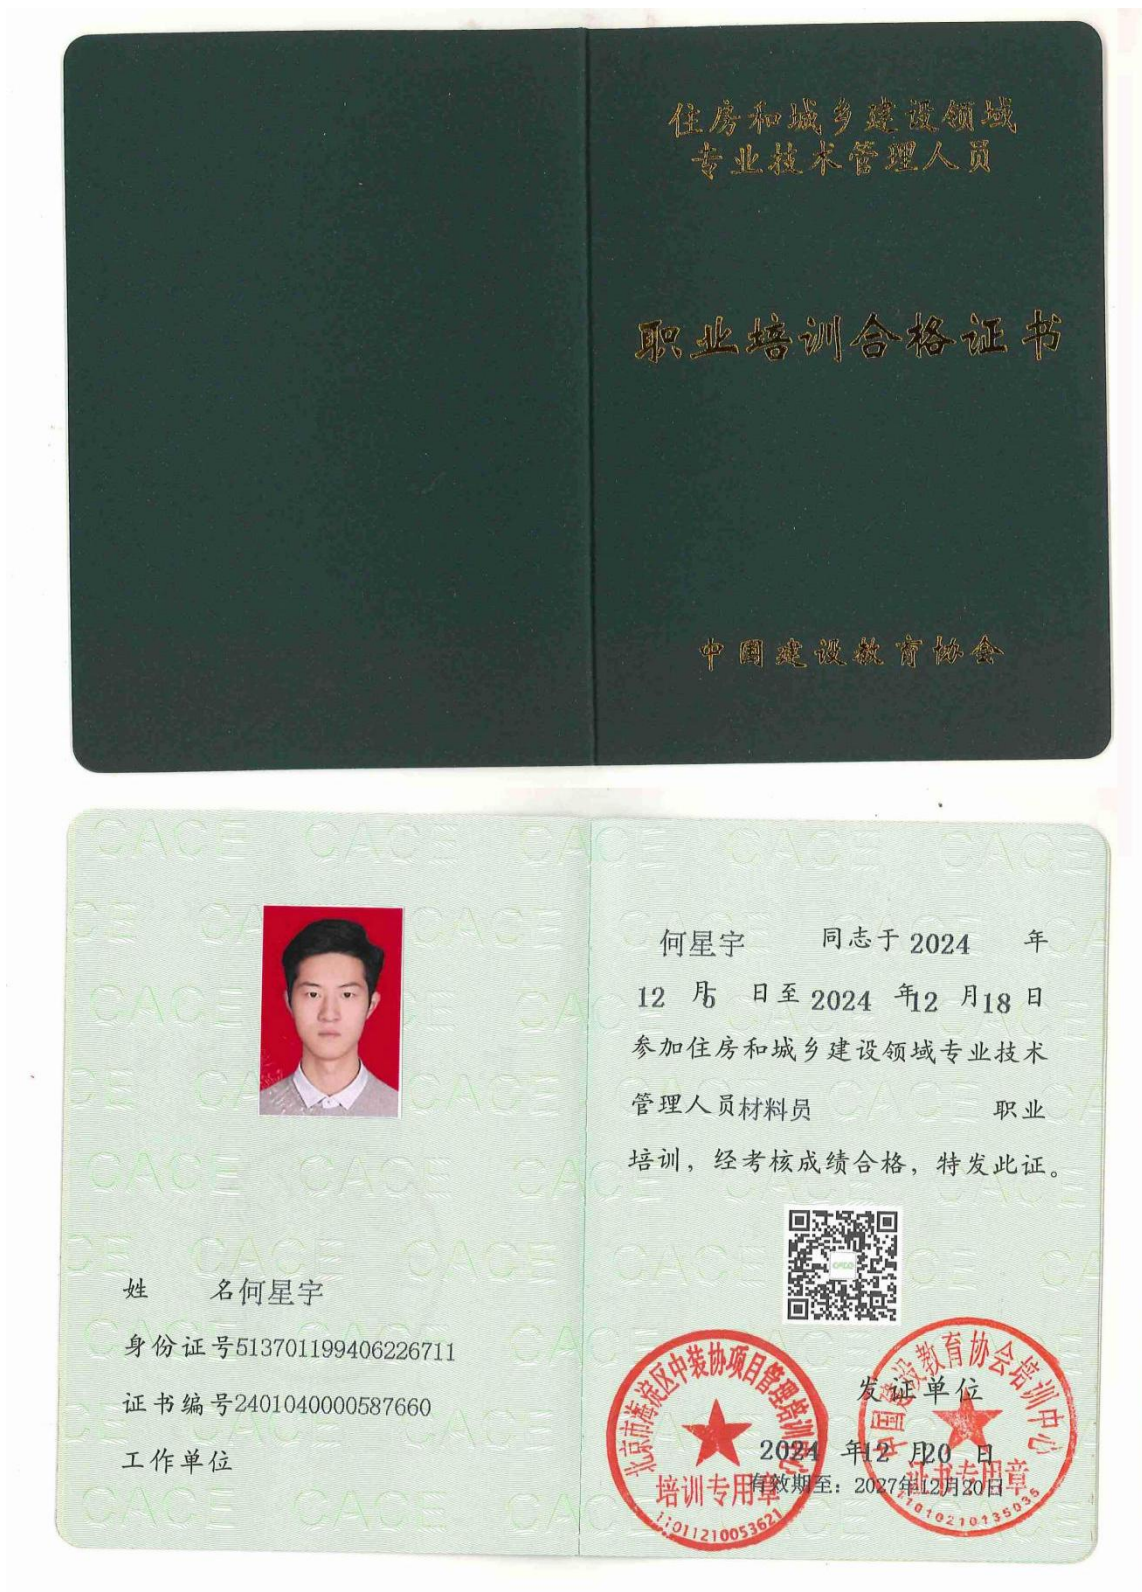 住房和城乡建设领域
专业技术管理人员
职业培训合格证书
中国建设教育协会
姓 名何星宇
身份证号513701199406226711
证书编号2401040000587660
工作单位
何星宇 同志于 2024 年
12 月5 日至 2024 年12 月18 日
参加住房和城乡建设领域专业技术
管理人员材料员 职业
培训，经考核成绩合格，特发此证。
北京市海淀区中装协项目管理培训中心
培训专用章
11011210053621
中国建设教育协会培训中心
证书专用章
11010210135035
发证单位
2024 年12 月20 日
有效期至：2027年12月20日
CACE